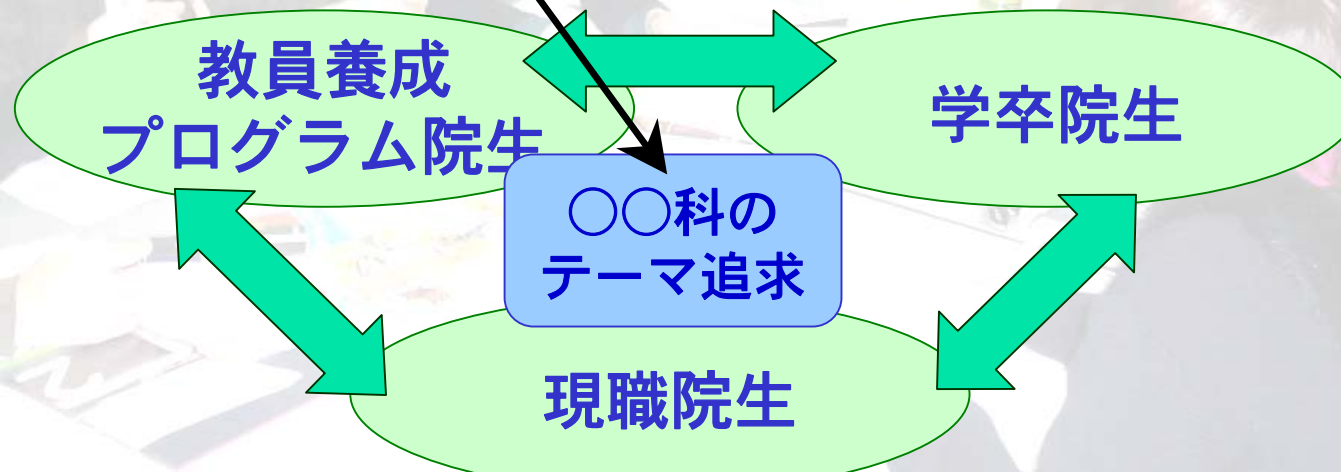 教員養成
プログラム院生
学卒院生
○○科の
テーマ追求
現職院生